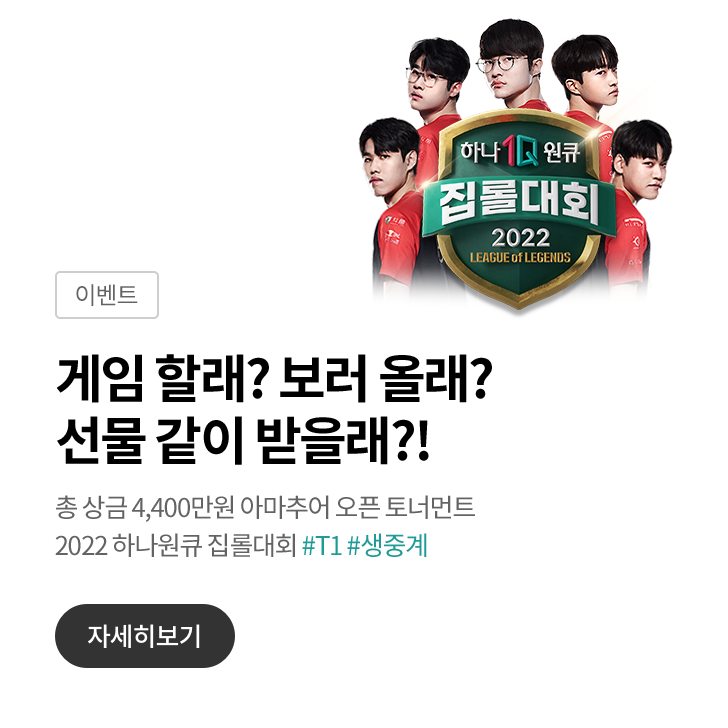 하나 1Q 원큐
집롤대회
2022
LEAGUE of LEGENDS
이벤트
게임 할래? 보러 올래?
선물 같이 받을래?!
총 상금 4,400만원 아마추어 오픈 토너먼트
2022 하나원큐 집롤대회 #T1 #생중계
자세히보기